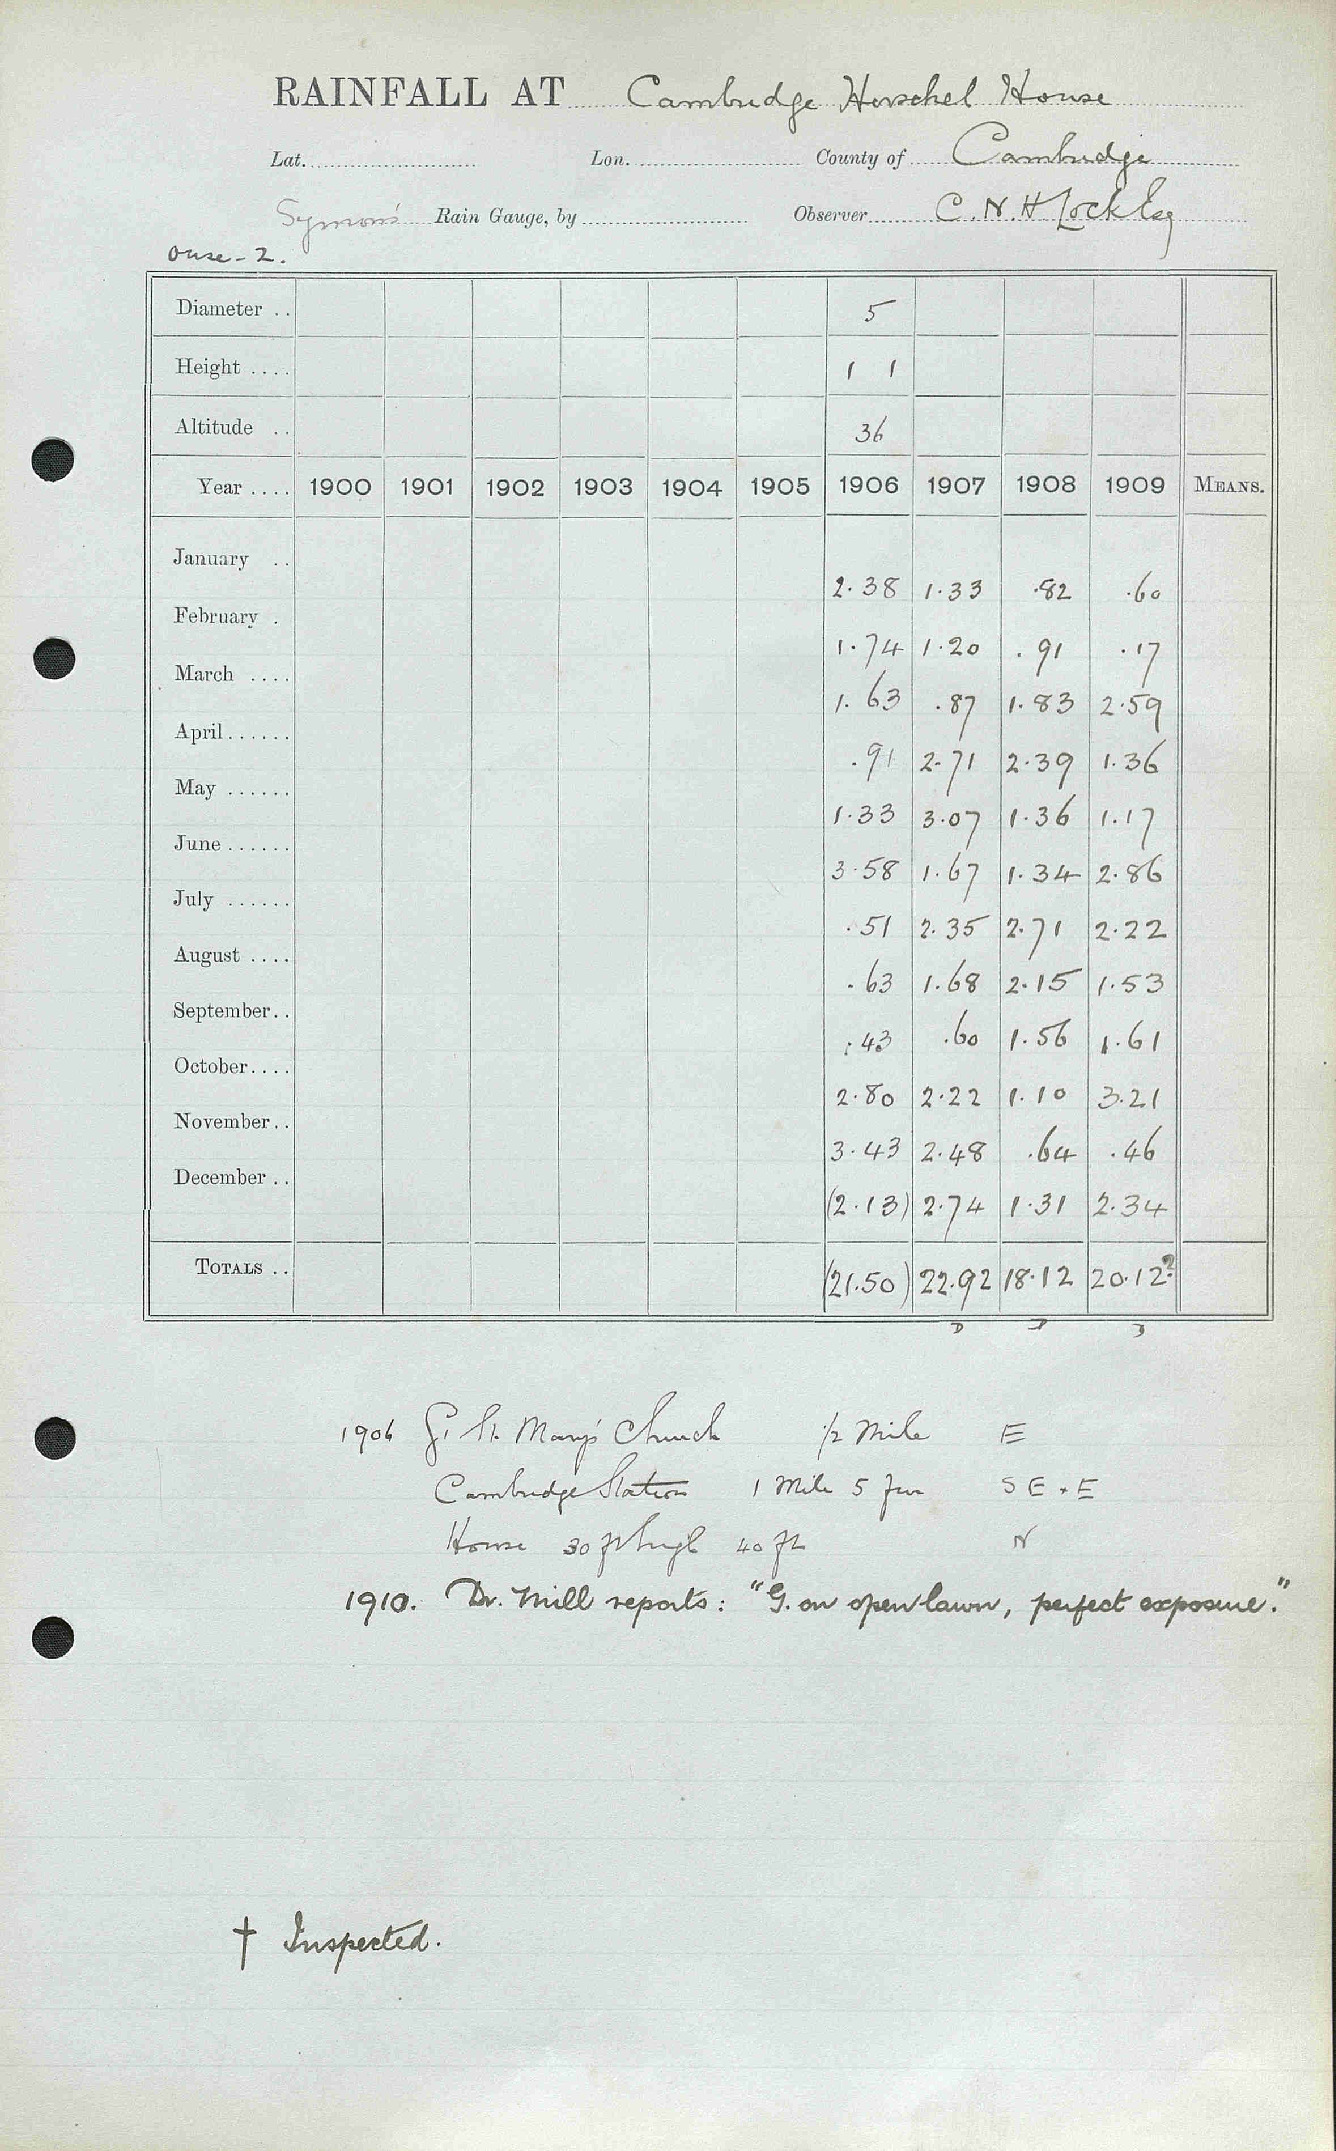 RAINFALL AT Cambridge Herschel House
Lat. Lon. County of Cambridge
Symons's Rain Gauge, by Observer C. N. H Lock Esq
Ouse - 2.
Diameter .. 5
Height .... 1 1
Altitude .. 36
Year .... 1900 1901 1902 1903 1904 1905 1906 1907 1908 1909 MEANS.
January .. 2.38 1.33 .82 .60
February . 1.74 1.20 .91 .17
March .... 1.63 .87 1.83 2.59
April...... .91 2.71 2.39 1.36
May ...... 1.33 3.07 1.36 1.17
June ...... 3.58 1.67 1.34 2.86
July ...... .51 2.35 2.71 2.22
August .... .63 1.68 2.15 1.53
September.. .43 .60 1.56 1.61
October.... 2.80 2.22 1.10 3.21
November.. 3.43 2.48 .64 .46
December .. (2.13) 2.74 1.31 2.34
TOTALS .. (21.50) 22.92 18.12 20.12?
1906 Gt St. Mary's Church 1/2 Mile E
Cambridge Station 1 Mile 5 fur S E . E
House 30 ft high 40 ft N
1910. Dr. Mill reports: "G. on open lawn, perfect exposure."
† Inspected.